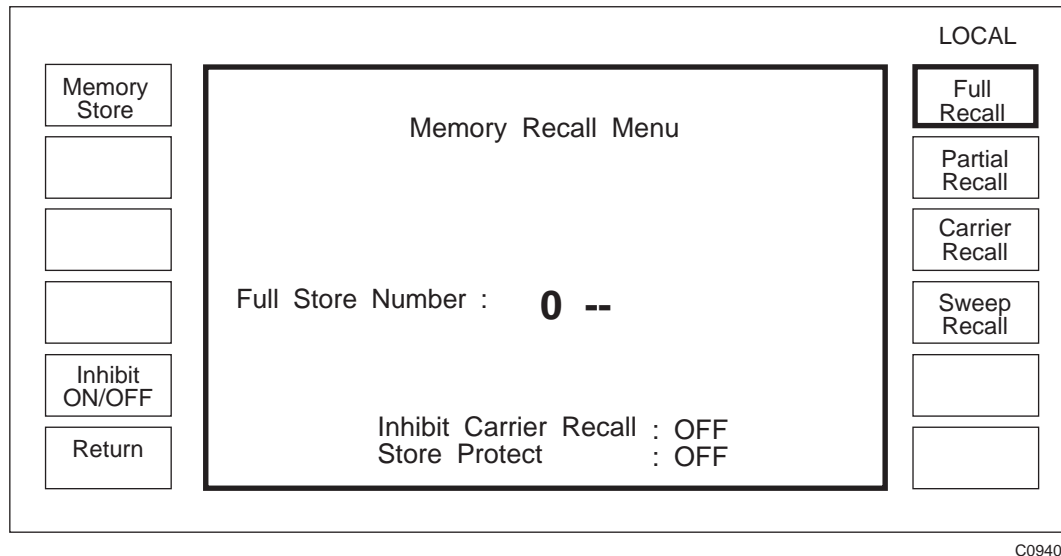 LOCAL
Memory
Store
Inhibit
ON/OFF
Return
Memory Recall Menu
Full Store Number : 0 --
Inhibit Carrier Recall : OFF
Store Protect : OFF
Full
Recall
Partial
Recall
Carrier
Recall
Sweep
Recall
C0940